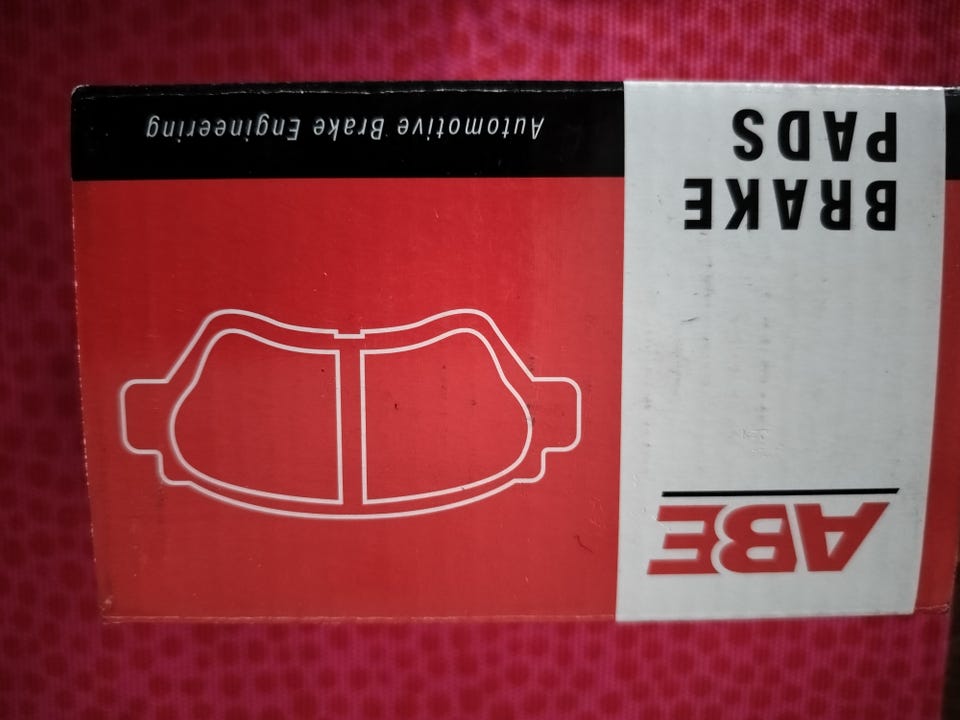 ABE
BRAKE
PADS
Automotive Brake Engineering